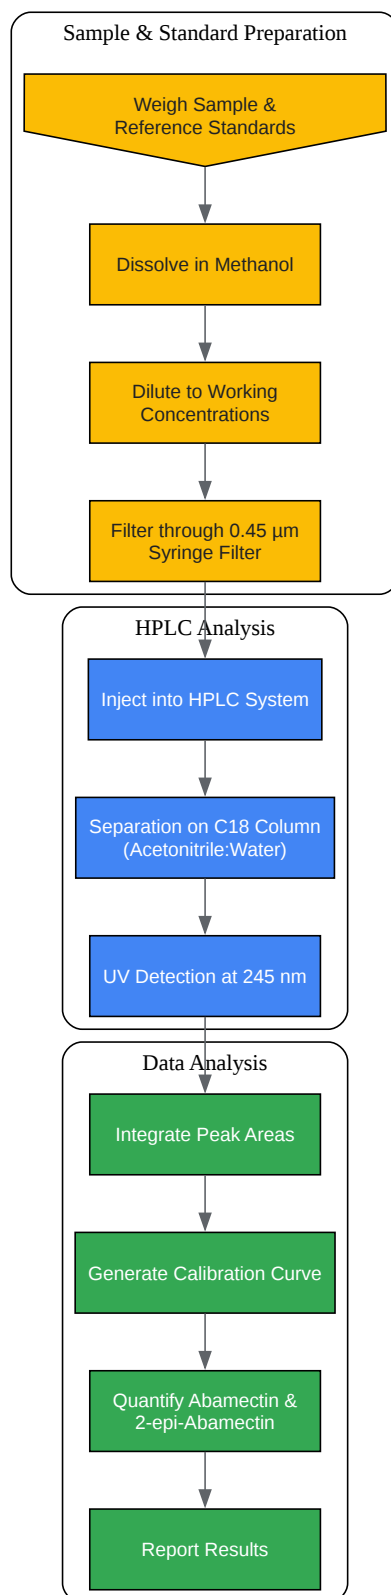 Sample & Standard Preparation
Weigh Sample &
Reference Standards
Dissolve in Methanol
Dilute to Working
Concentrations
Filter through 0.45 µm
Syringe Filter
HPLC Analysis
Inject into HPLC System
Separation on C18 Column
(Acetonitrile:Water)
UV Detection at 245 nm
Data Analysis
Integrate Peak Areas
Generate Calibration Curve
Quantify Abamectin &
2-epi-Abamectin
Report Results